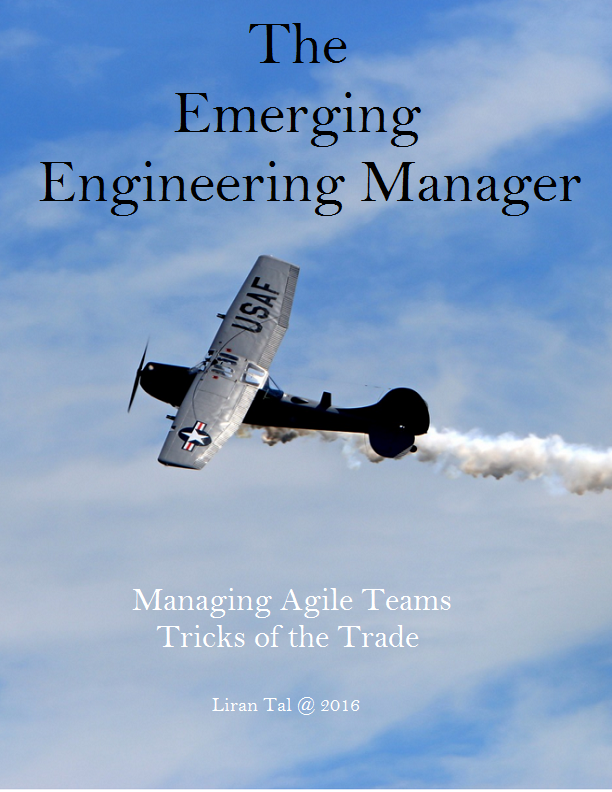 The
Emerging
Engineering Manager
USAF
Managing Agile Teams
Tricks of the Trade
Liran Tal @ 2016